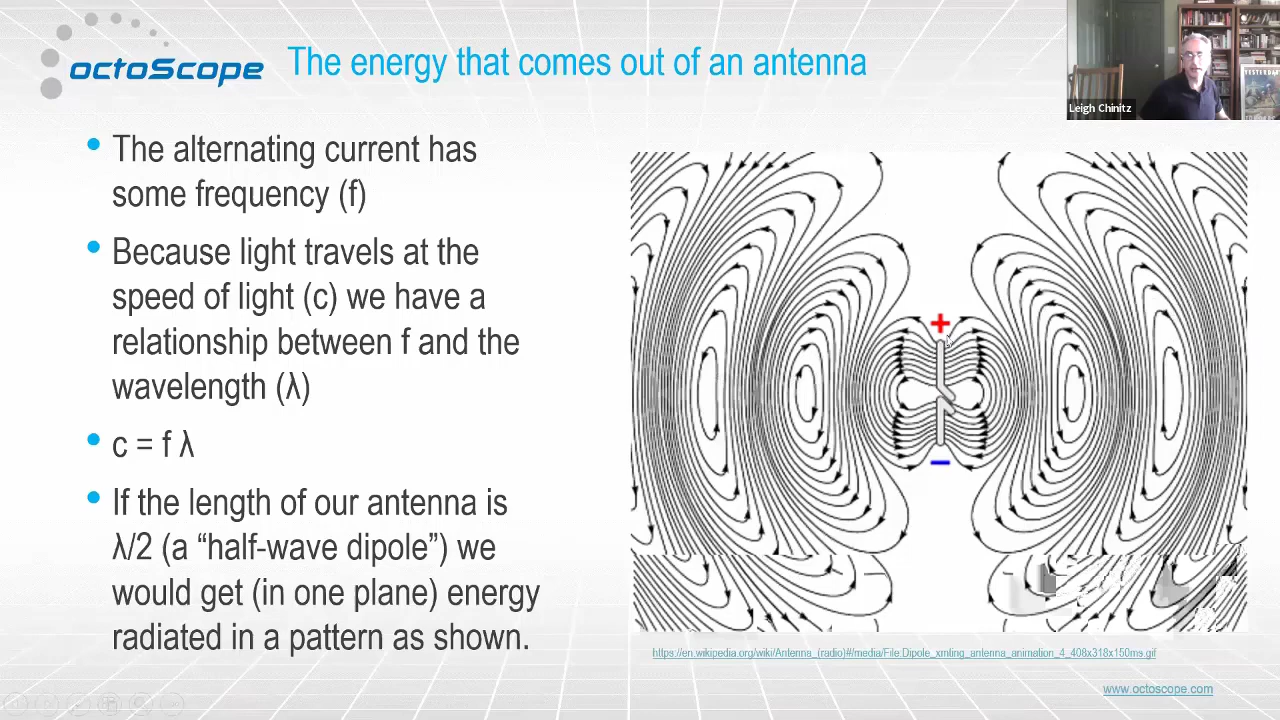 octoScope
The energy that comes out of an antenna
Leigh Chinitz
• The alternating current has
some frequency (f)
• Because light travels at the
speed of light (c) we have a
relationship between f and the
wavelength (λ)
• c = f λ
• If the length of our antenna is
λ/2 (a “half-wave dipole”) we
would get (in one plane) energy
radiated in a pattern as shown.
+
–
https://en.wikipedia.org/wiki/Antenna_(radio)#/media/File:Dipole_xmting_antenna_animation_4_408x318x150ms.gif
www.octoscope.com